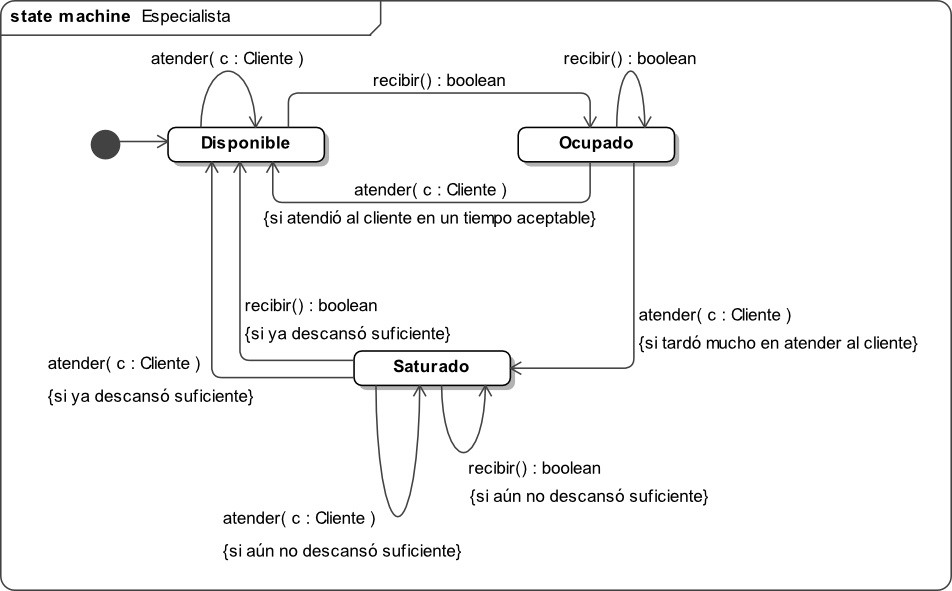 state machine Especialista
atender( c : Cliente )
recibir() : boolean
recibir() : boolean
Disponible
Ocupado
atender( c : Cliente )
{si atendió al cliente en un tiempo aceptable}
recibir() : boolean
{si ya descansó suficiente}
atender( c : Cliente )
{si tardó mucho en atender al cliente}
atender( c : Cliente )
{si ya descansó suficiente}
Saturado
recibir() : boolean
{si aún no descansó suficiente}
atender( c : Cliente )
{si aún no descansó suficiente}